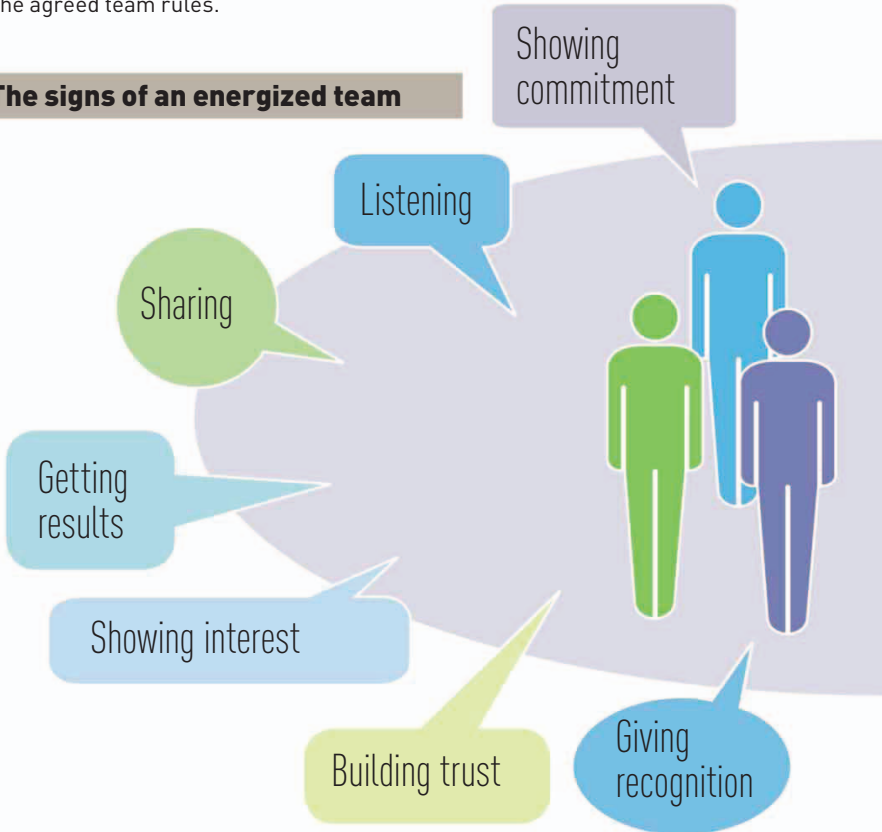 the agreed team rules.
The signs of an energized team
Showing
commitment
Listening
Sharing
Getting
results
Showing interest
Building trust
Giving
recognition